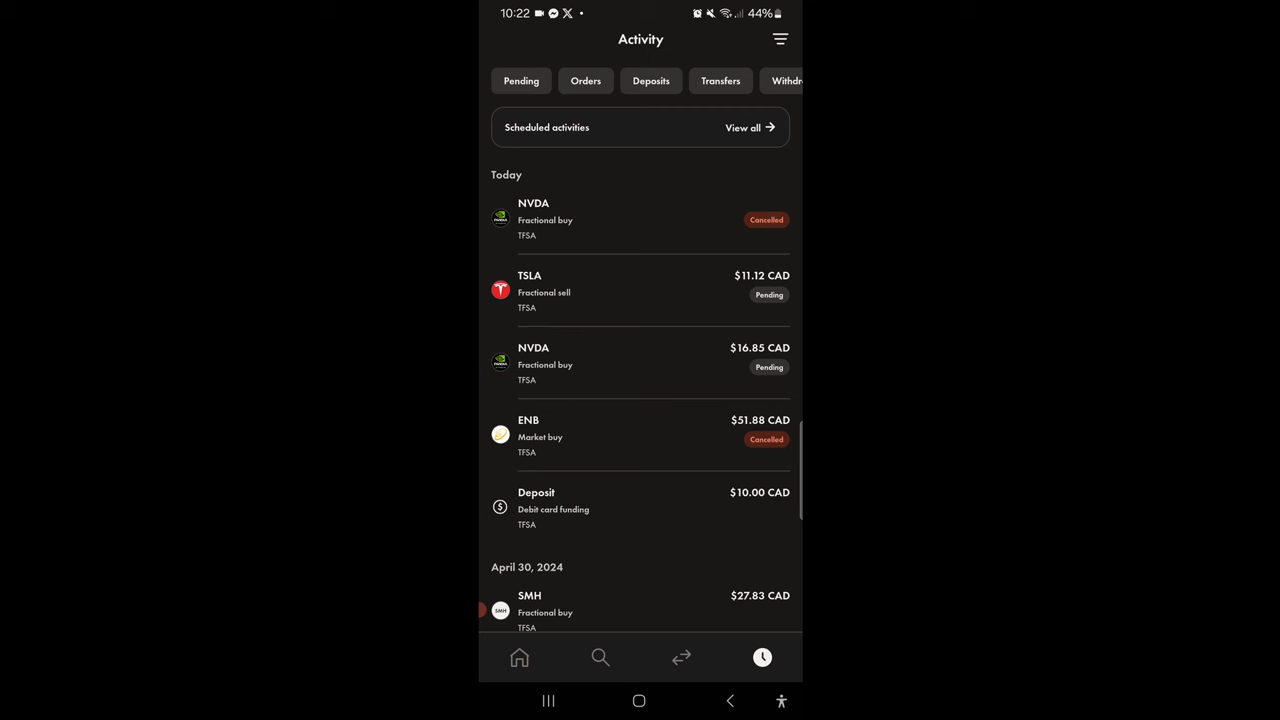 10:22 44%
Activity
Pending Orders Deposits Transfers Withdr
Scheduled activities View all
Today
NVDA
Fractional buy Cancelled
TFSA
TSLA $11.12 CAD
Fractional sell Pending
TFSA
NVDA $16.85 CAD
Fractional buy Pending
TFSA
ENB $51.88 CAD
Market buy Cancelled
TFSA
Deposit $10.00 CAD
Debit card funding
TFSA
April 30, 2024
SMH $27.83 CAD
SMH
Fractional buy
TFSA